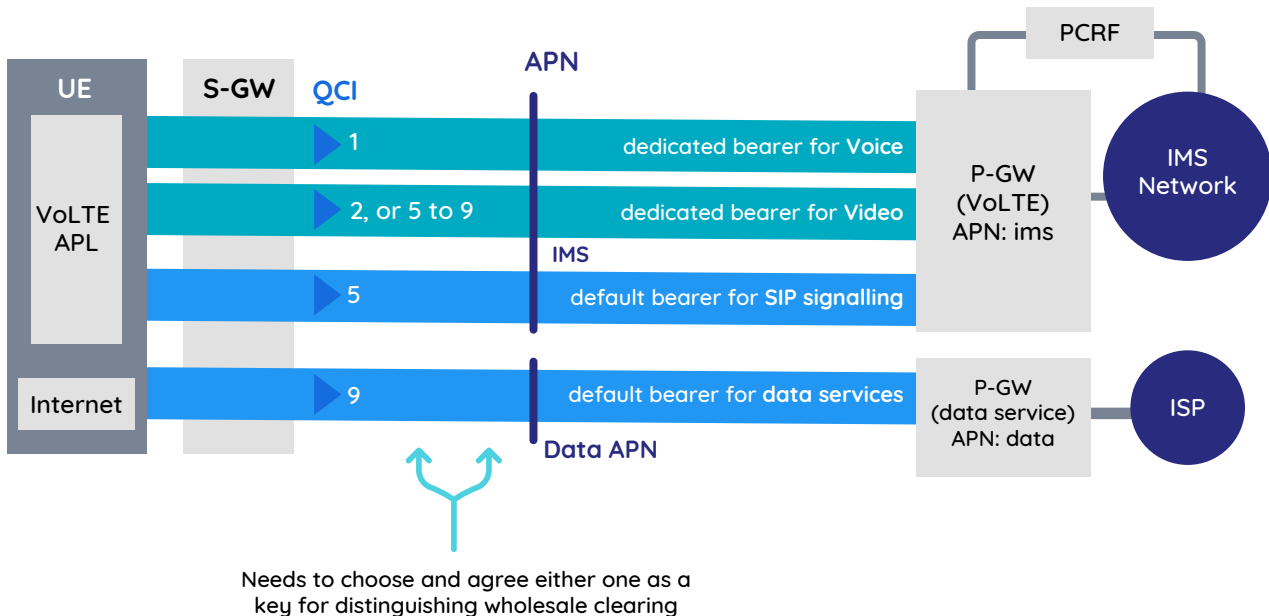 PCRF
UE
S-GW
QCI
APN
1
dedicated bearer for Voice
VoLTE
APL
2, or 5 to 9
dedicated bearer for Video
P-GW
(VoLTE)
APN: ims
IMS
Network
IMS
5
default bearer for SIP signalling
Internet
9
default bearer for data services
P-GW
(data service)
APN: data
ISP
Data APN
Needs to choose and agree either one as a
key for distinguishing wholesale clearing